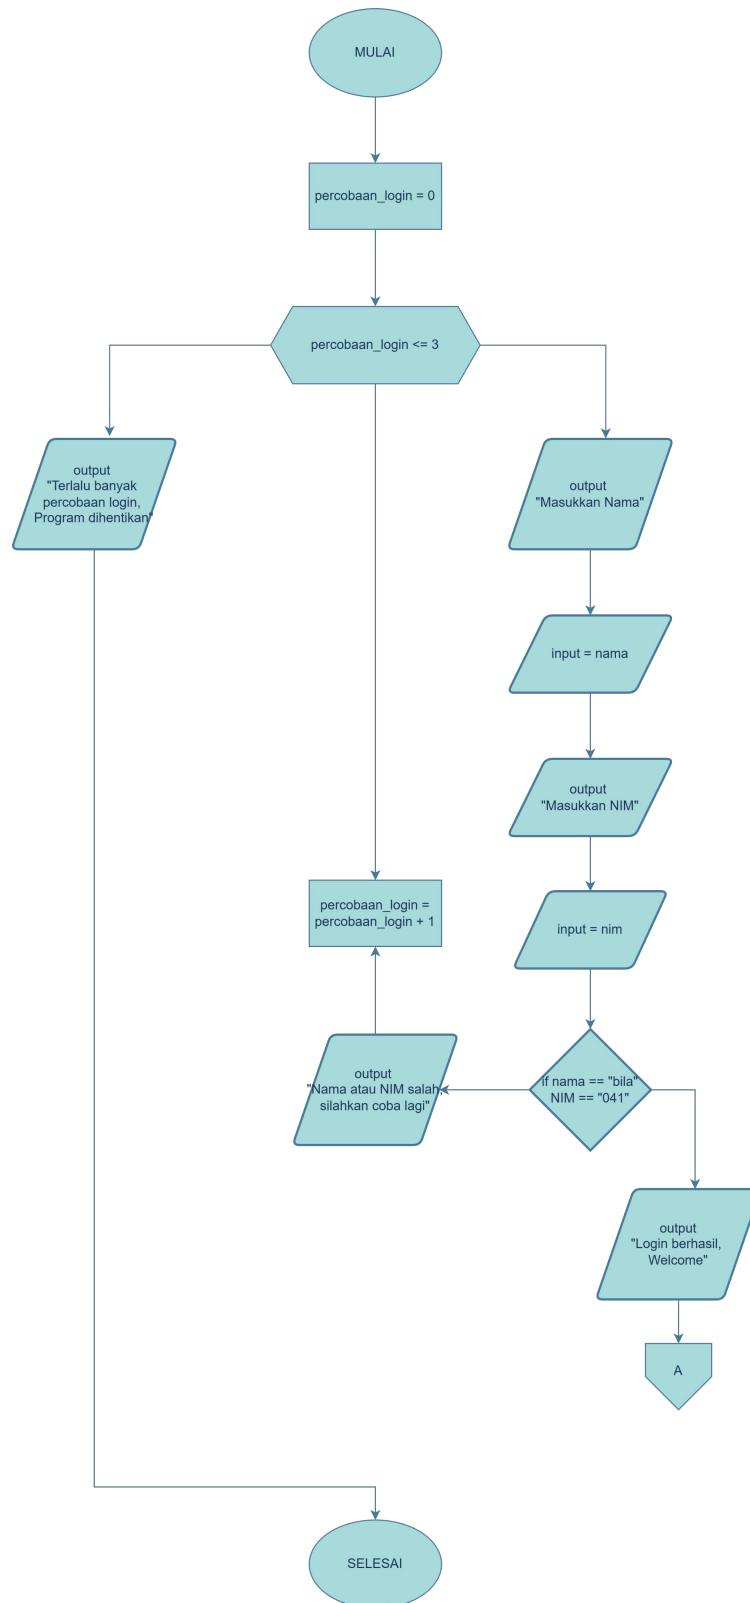 MULAI
percobaan_login = 0
percobaan_login <= 3
output
"Terlalu banyak
percobaan login,
Program dihentikan"
output
"Masukkan Nama"
input = nama
output
"Masukkan NIM"
input = nim
if nama == "bila"
NIM == "041"
output
"Nama atau NIM salah,
silahkan coba lagi"
percobaan_login =
percobaan_login + 1
output
"Login berhasil,
Welcome"
A
SELESAI